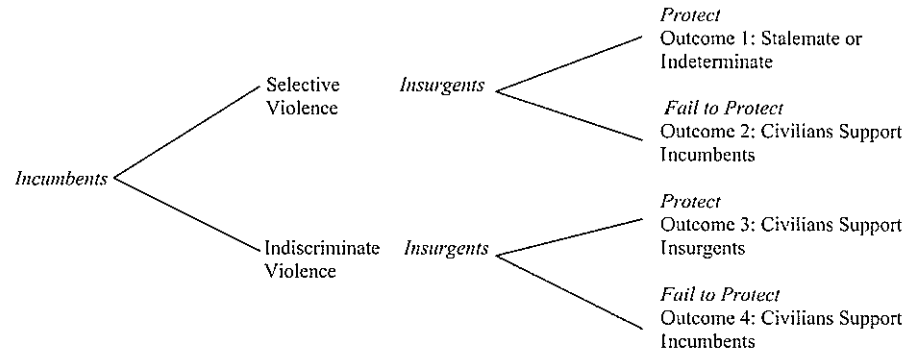 Protect
Outcome 1: Stalemate or
Indeterminate
Selective
Violence
Insurgents
Fail to Protect
Outcome 2: Civilians Support
Incumbents
Incumbents
Protect
Outcome 3: Civilians Support
Insurgents
Indiscriminate
Violence
Insurgents
Fail to Protect
Outcome 4: Civilians Support
Incumbents